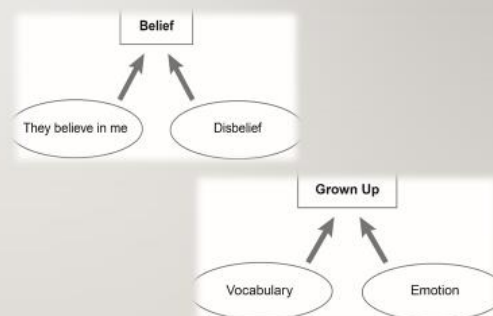 Belief
They believe in me
Disbelief
Grown Up
Vocabulary
Emotion